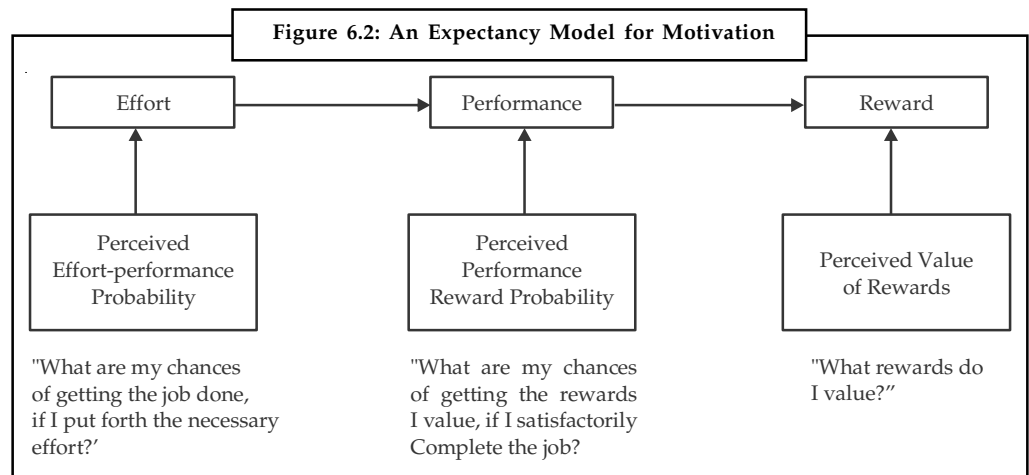 Figure 6.2: An Expectancy Model for Motivation
Effort
Performance
Reward
Perceived
Effort-performance
Probability
Perceived
Performance
Reward Probability
Perceived Value
of Rewards
"What are my chances
of getting the job done,
if I put forth the necessary
effort?'
"What are my chances
of getting the rewards
I value, if I satisfactorily
Complete the job?
"What rewards do
I value?”